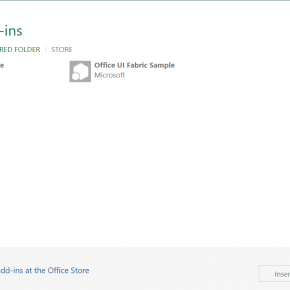 -ins
RED FOLDER | STORE
e
Office UI Fabric Sample
Microsoft
dd-ins at the Office Store
Inser